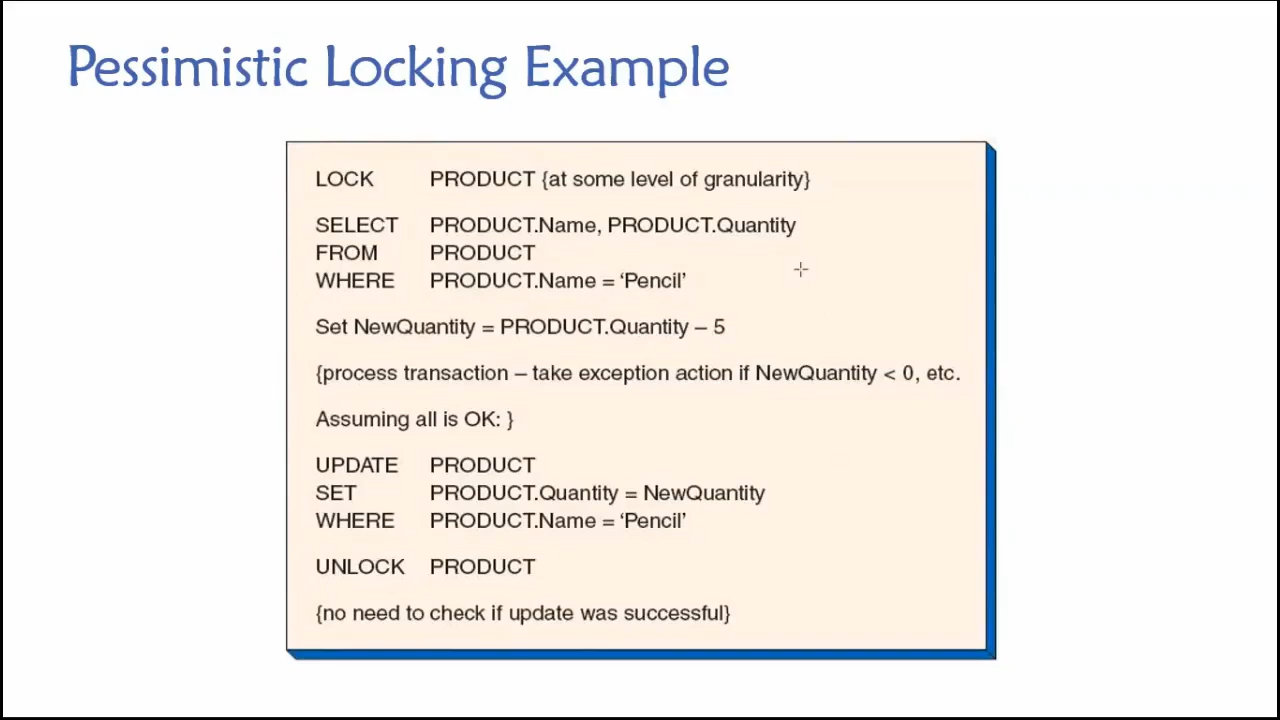 Pessimistic Locking Example
LOCK PRODUCT {at some level of granularity}
SELECT PRODUCT.Name, PRODUCT.Quantity
FROM PRODUCT
WHERE PRODUCT.Name = ‘Pencil’
Set NewQuantity = PRODUCT.Quantity – 5
{process transaction – take exception action if NewQuantity < 0, etc.
Assuming all is OK: }
UPDATE PRODUCT
SET PRODUCT.Quantity = NewQuantity
WHERE PRODUCT.Name = ‘Pencil’
UNLOCK PRODUCT
{no need to check if update was successful}